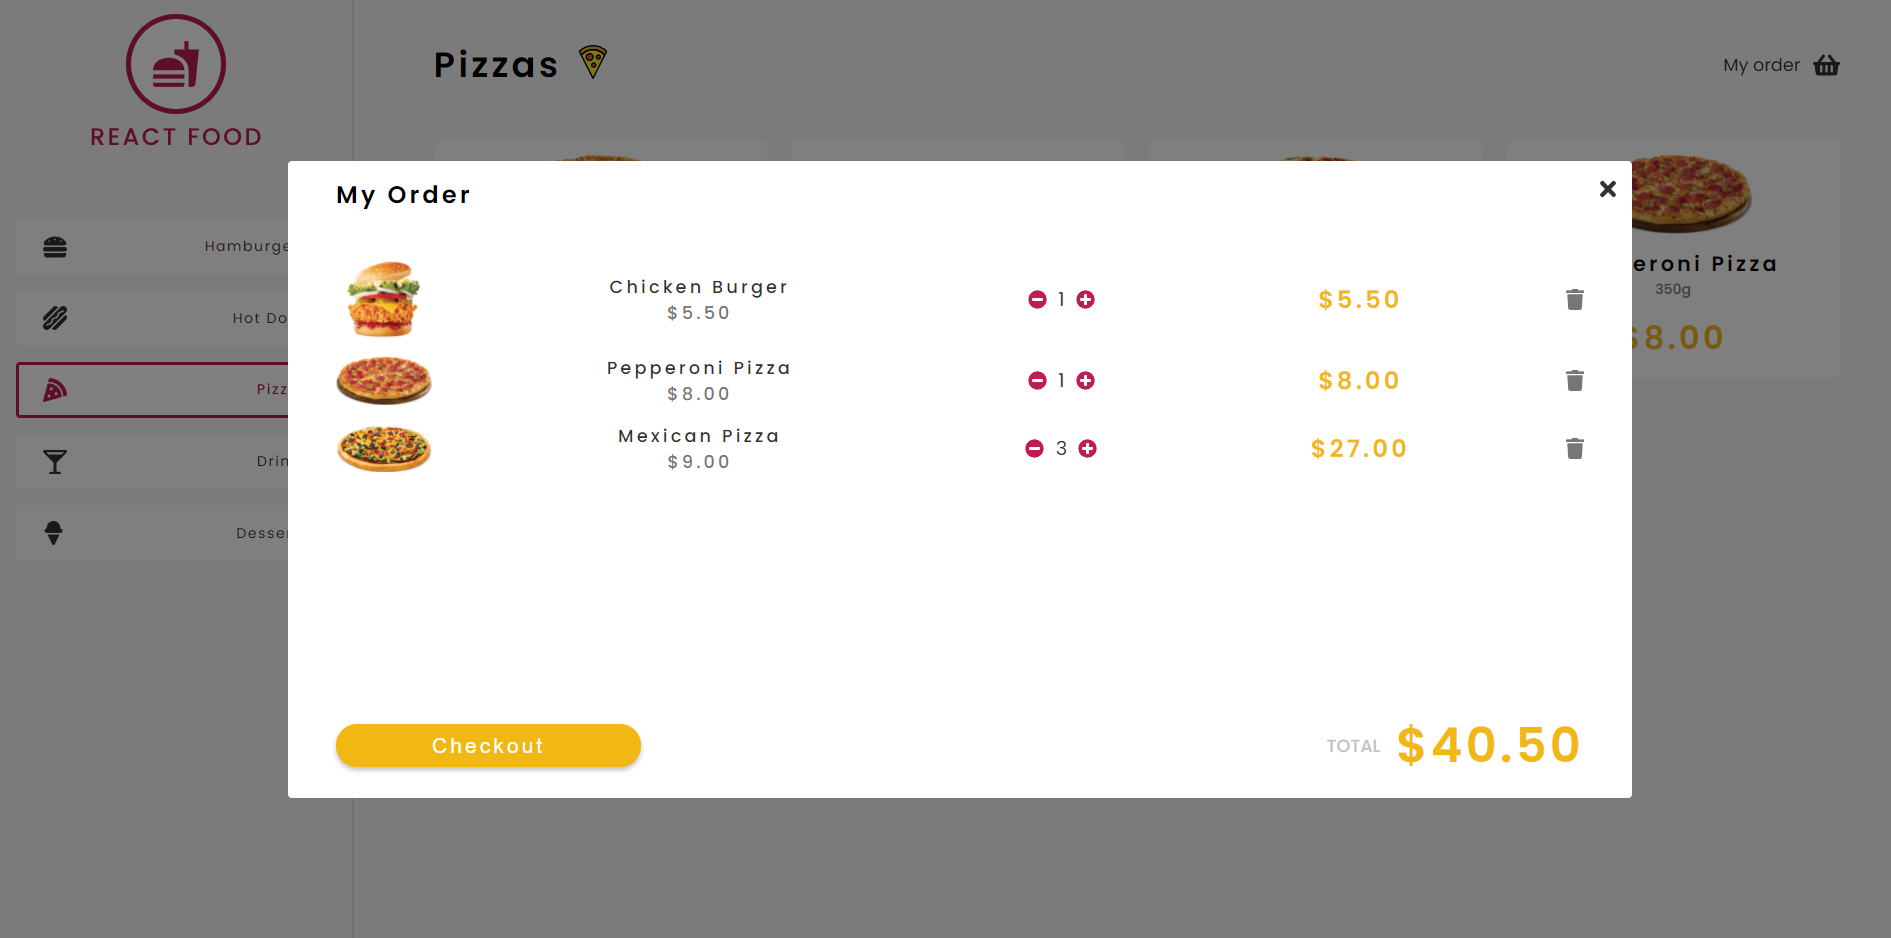 REACT FOOD
Pizzas
My order
My Order
Chicken Burger
$5.50
1
$5.50
Pepperoni Pizza
$8.00
1
$8.00
Mexican Pizza
$9.00
3
$27.00
Checkout
TOTAL $40.50
Hamburge
Hot Do
Pizz
Drin
Desser
eroni Pizza
350g
$8.00